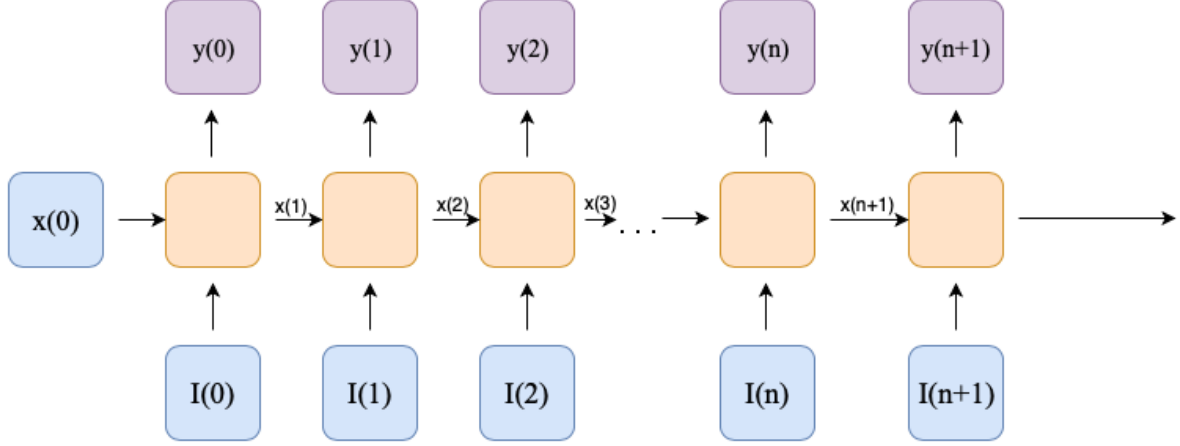 y(0) y(1) y(2) y(n) y(n+1)
x(0) x(1) x(2) x(3) . . . x(n+1)
I(0) I(1) I(2) I(n) I(n+1)